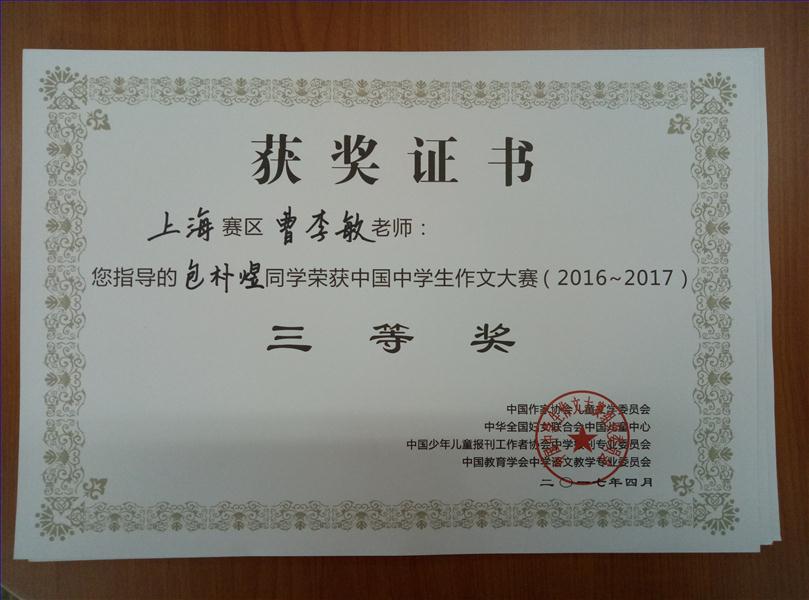 获奖证书
上海赛区曹李敏老师：
您指导的包朴煜同学荣获中国中学生作文大赛（2016~2017）
三等奖
中国作家协会儿童文学委员会
中华全国妇女联合会中国儿童中心
中国少年儿童报刊工作者协会中学报刊专业委员会
中国教育学会中学语文教学专业委员会
二〇一七年四月